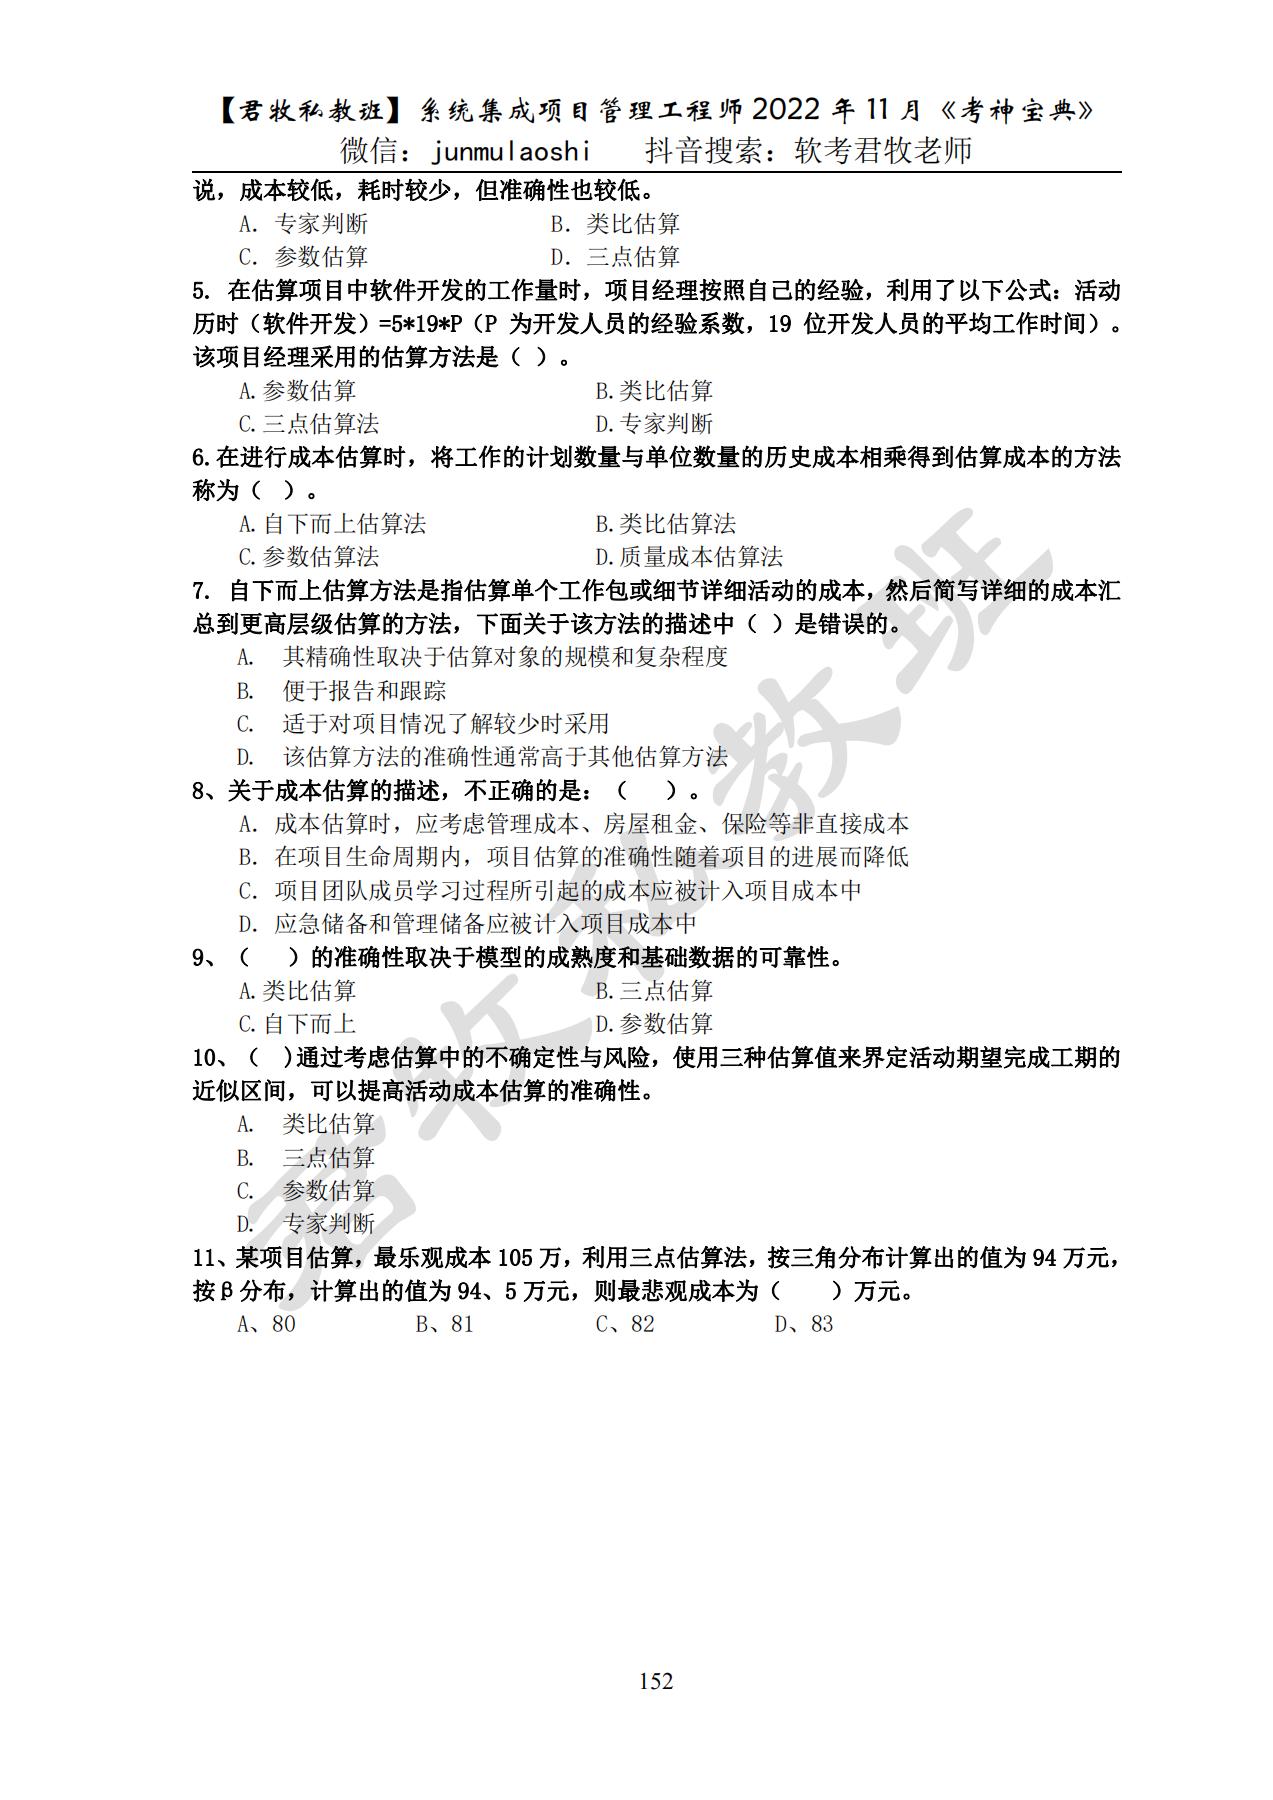 【君牧私教班】系统集成项目管理工程师 2022 年 11 月《考神宝典》
微信：junmulaoshi 抖音搜索：软考君牧老师
说，成本较低，耗时较少，但准确性也较低。
A．专家判断 B．类比估算
C．参数估算 D．三点估算
5. 在估算项目中软件开发的工作量时，项目经理按照自己的经验，利用了以下公式：活动
历时（软件开发）=5*19*P（P 为开发人员的经验系数，19 位开发人员的平均工作时间）。
该项目经理采用的估算方法是（ ）。
A.参数估算 B.类比估算
C.三点估算法 D.专家判断
6.在进行成本估算时，将工作的计划数量与单位数量的历史成本相乘得到估算成本的方法
称为（ ）。
A.自下而上估算法 B.类比估算法
C.参数估算法 D.质量成本估算法
7. 自下而上估算方法是指估算单个工作包或细节详细活动的成本，然后简写详细的成本汇
总到更高层级估算的方法，下面关于该方法的描述中（ ）是错误的。
A. 其精确性取决于估算对象的规模和复杂程度
B. 便于报告和跟踪
C. 适于对项目情况了解较少时采用
D. 该估算方法的准确性通常高于其他估算方法
8、关于成本估算的描述，不正确的是：（ ）。
A．成本估算时，应考虑管理成本、房屋租金、保险等非直接成本
B．在项目生命周期内，项目估算的准确性随着项目的进展而降低
C．项目团队成员学习过程所引起的成本应被计入项目成本中
D．应急储备和管理储备应被计入项目成本中
9、（ ）的准确性取决于模型的成熟度和基础数据的可靠性。
A.类比估算 B.三点估算
C.自下而上 D.参数估算
10、（ )通过考虑估算中的不确定性与风险，使用三种估算值来界定活动期望完成工期的
近似区间，可以提高活动成本估算的准确性。
A. 类比估算
B. 三点估算
C. 参数估算
D. 专家判断
11、某项目估算，最乐观成本 105 万，利用三点估算法，按三角分布计算出的值为 94 万元，
按β分布，计算出的值为 94、5 万元，则最悲观成本为（ ）万元。
A、80 B、81 C、82 D、83
君牧私教班
152